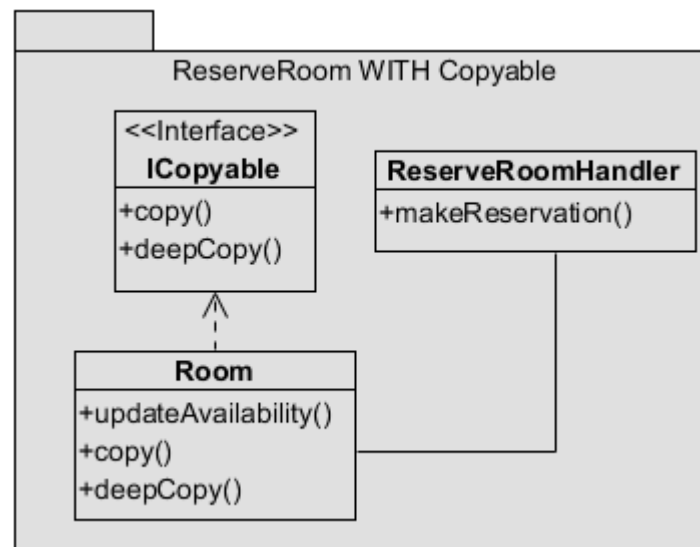 ReserveRoom WITH Copyable
<<Interface>>
ICopyable
+copy()
+deepCopy()
ReserveRoomHandler
+makeReservation()
Room
+updateAvailability()
+copy()
+deepCopy()